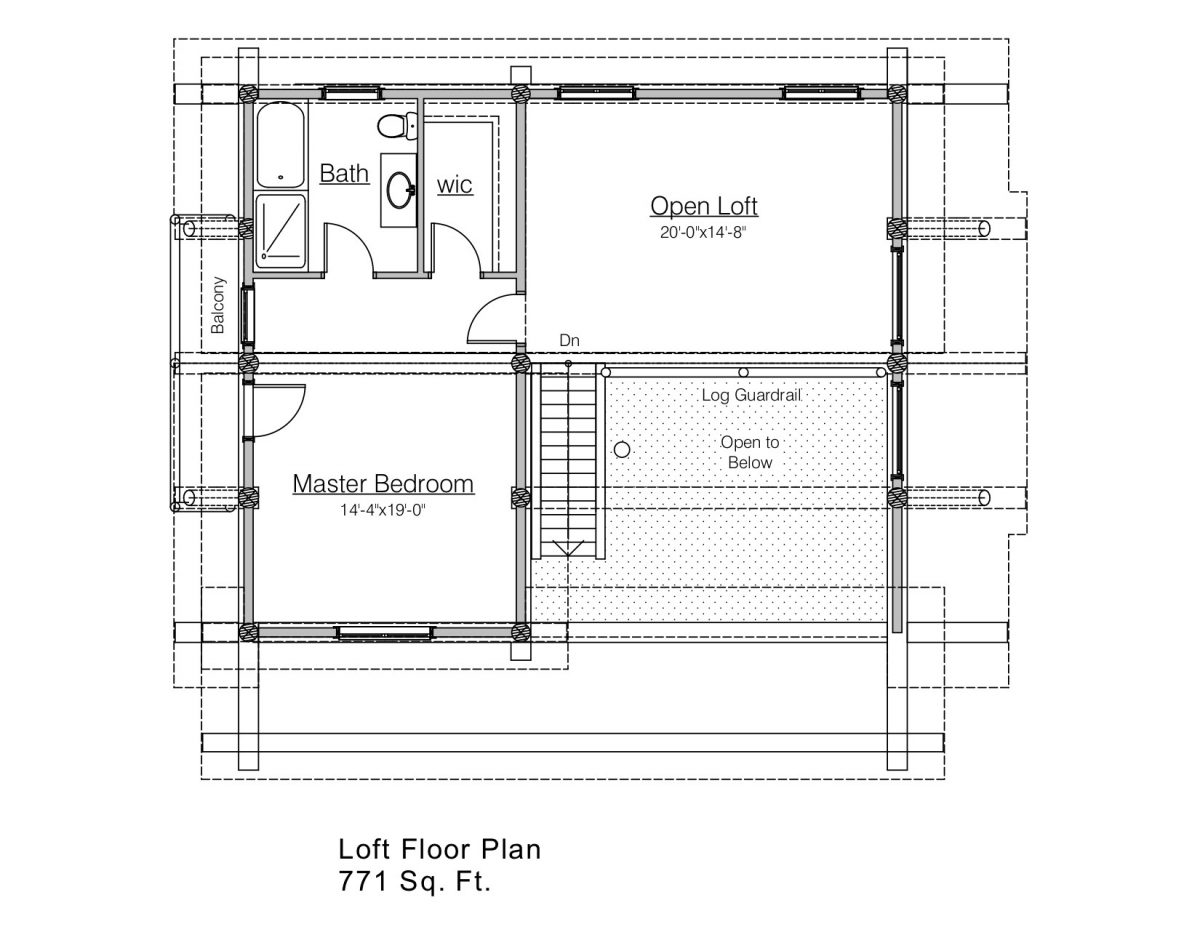 Bath
wic
Open Loft
20'-0"x14'-8"
Balcony
Dn
Log Guardrail
Open to
Below
Master Bedroom
14'-4"x19'-0"
Loft Floor Plan
771 Sq. Ft.